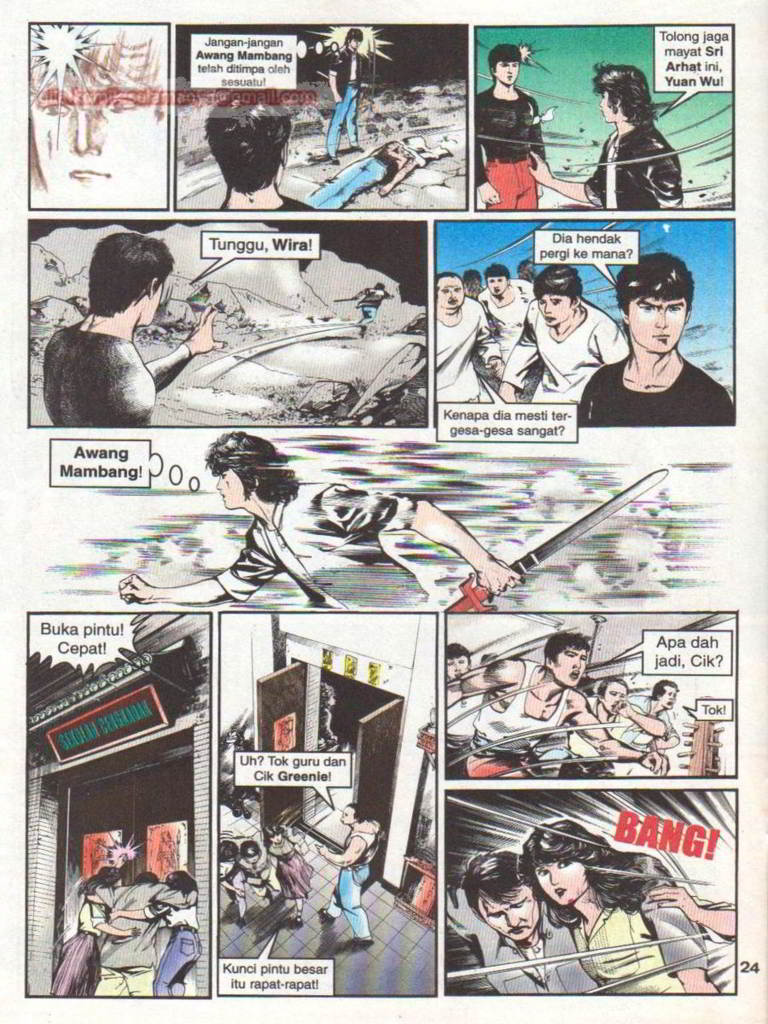 Jangan-jangan
Awang Mambang
telah ditimpa oleh
sesuatu!
Tolong jaga
mayat Sri
Arhat ini,
Yuan Wu!
Tunggu, Wira!
Dia hendak
pergi ke mana?
Kenapa dia mesti ter-
gesa-gesa sangat?
Awang
Mambang!
Buka pintu!
Cepat!
Uh? Tok guru dan
Cik Greenie!
Kunci pintu besar
itu rapat-rapat!
Apa dah
jadi, Cik?
Tok!
BANG!
24